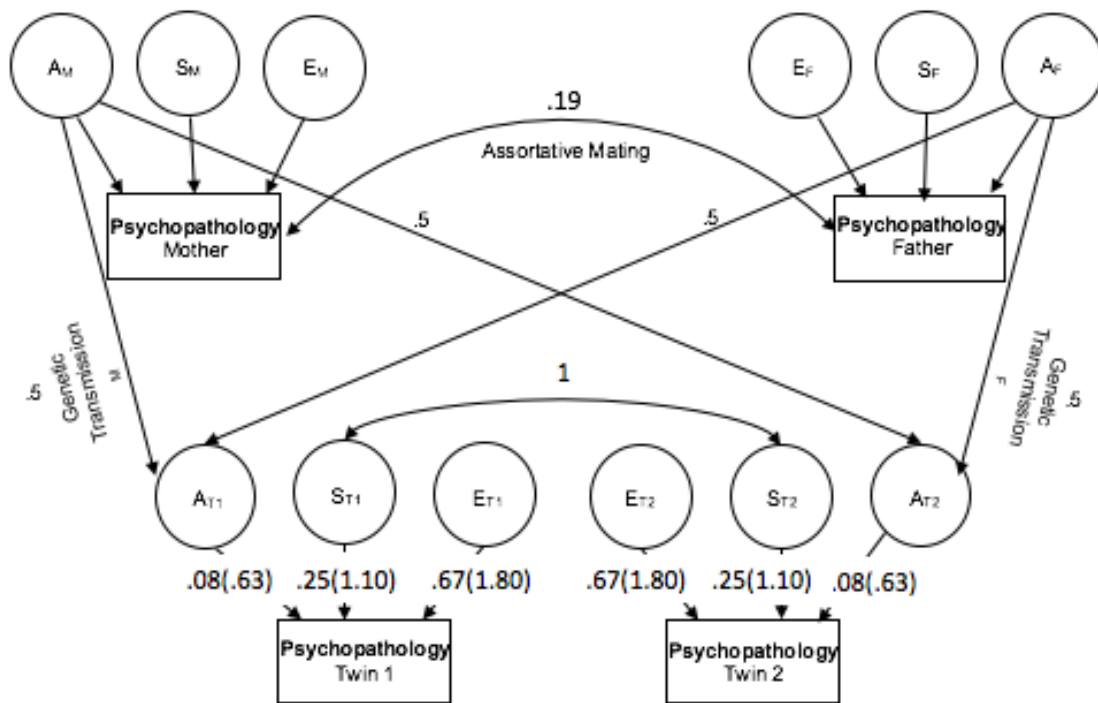 AM
SM
EM
EF
SF
AF
.19
Assortative Mating
Psychopathology
Mother
Psychopathology
Father
.5
.5
.5
Genetic
Transmission
M
.5
Genetic
Transmission
F
1
AT1
ST1
ET1
ET2
ST2
AT2
.08(.63)
.25(1.10)
.67(1.80)
.67(1.80)
.25(1.10)
.08(.63)
Psychopathology
Twin 1
Psychopathology
Twin 2